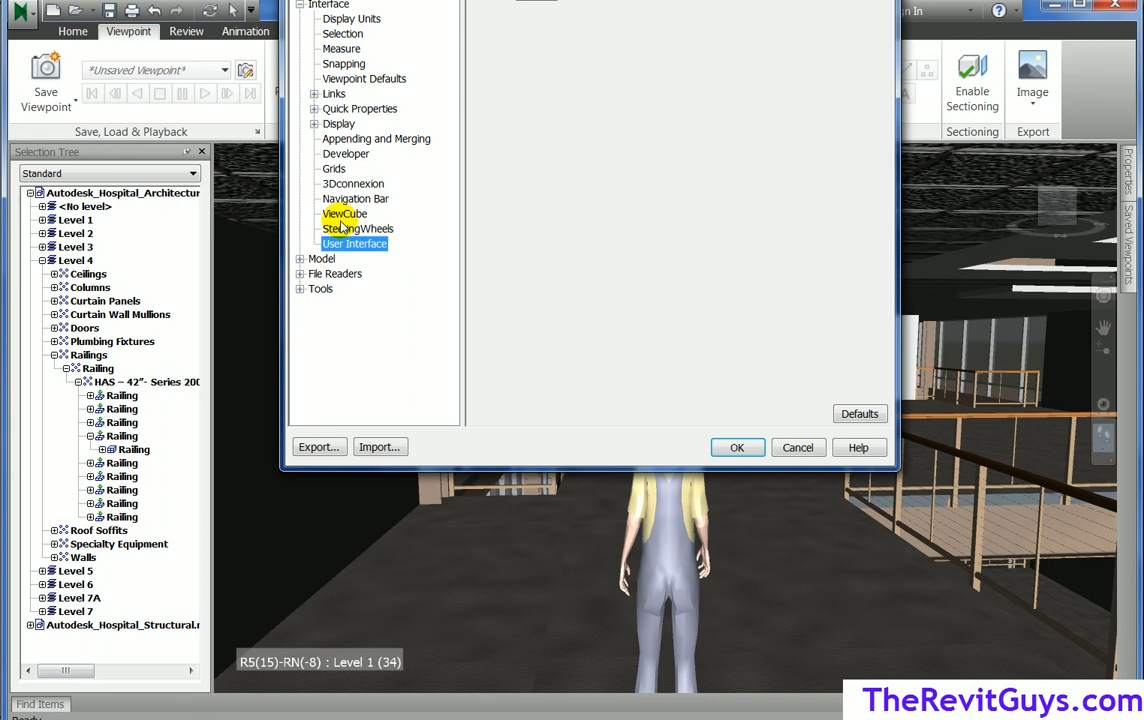 gn In
Home
Viewpoint
Review
Animation
*Unsaved Viewpoint*
Save
Viewpoint
Save, Load & Playback
Enable
Sectioning
Image
Sectioning
Export
Selection Tree
Standard
Autodesk_Hospital_Architectur
<No level>
Level 1
Level 2
Level 3
Level 4
Ceilings
Columns
Curtain Panels
Curtain Wall Mullions
Doors
Plumbing Fixtures
Railings
Railing
HAS – 42"- Series 200
Railing
Railing
Railing
Railing
Railing
Railing
Railing
Railing
Railing
Railing
Roof Soffits
Specialty Equipment
Walls
Level 5
Level 6
Level 7A
Level 7
Autodesk_Hospital_Structural.r
Find Items
Ready
Interface
Display Units
Selection
Measure
Snapping
Viewpoint Defaults
Links
Quick Properties
Display
Appending and Merging
Developer
Grids
3Dconnexion
Navigation Bar
ViewCube
SteeringWheels
User Interface
Model
File Readers
Tools
Defaults
Export...
Import...
OK
Cancel
Help
Properties
Saved Viewpoints
R5(15)-RN(-8) : Level 1 (34)
TheRevitGuys.com